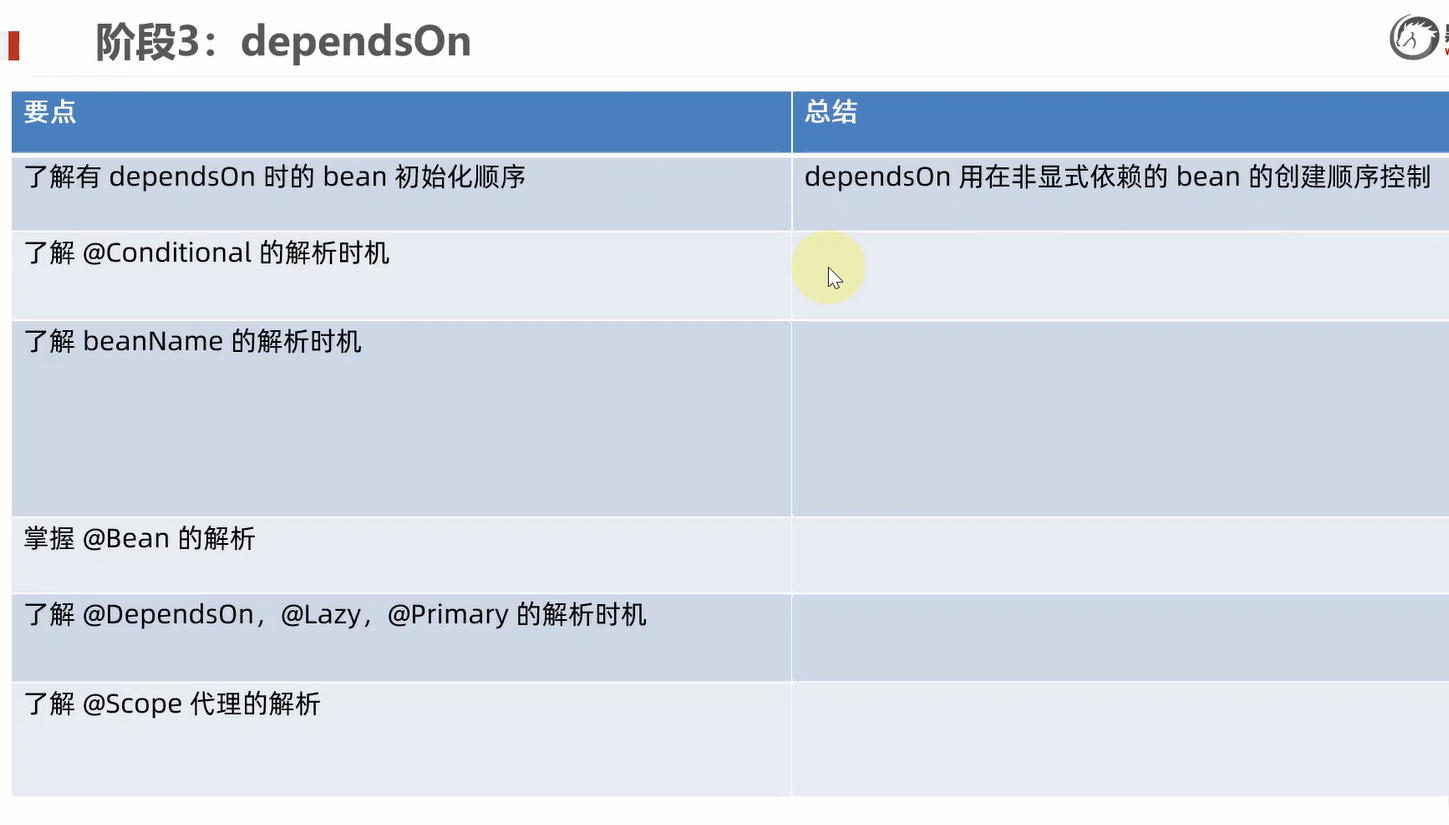 阶段3：dependsOn
要点
总结
了解有 dependsOn 时的 bean 初始化顺序
dependsOn 用在非显式依赖的 bean 的创建顺序控制
了解 @Conditional 的解析时机
了解 beanName 的解析时机
掌握 @Bean 的解析
了解 @DependsOn，@Lazy，@Primary 的解析时机
了解 @Scope 代理的解析